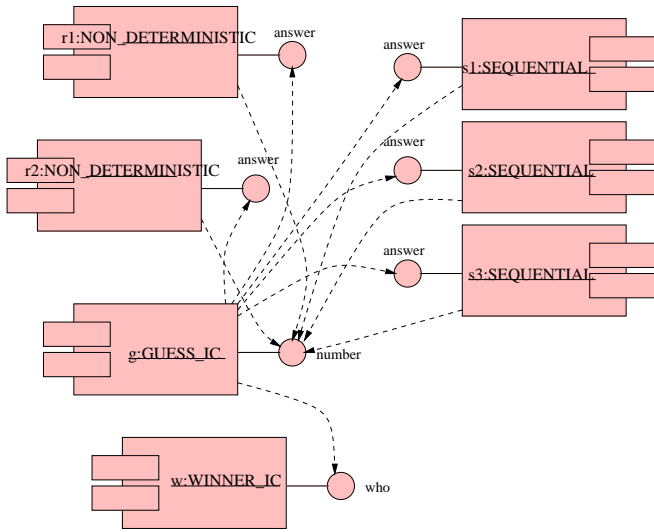 answer
answer
r1:NON_DETERMINISTIC
s1:SEQUENTIAL
answer
answer
r2:NON_DETERMINISTIC
s2:SEQUENTIAL
answer
s3:SEQUENTIAL
g:GUESS_IC
number
w:WINNER_IC
who